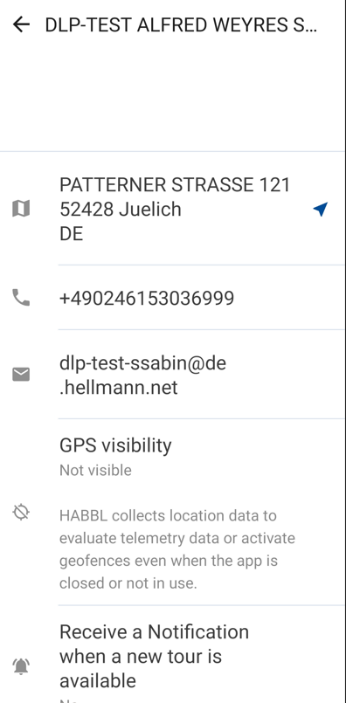 DLP-TEST ALFRED WEYRES S...
PATTERNER STRASSE 121
52428 Juelich
DE
+490246153036999
dlp-test-ssabin@de
.hellmann.net
GPS visibility
Not visible
HABBL collects location data to
evaluate telemetry data or activate
geofences even when the app is
closed or not in use.
Receive a Notification
when a new tour is
available